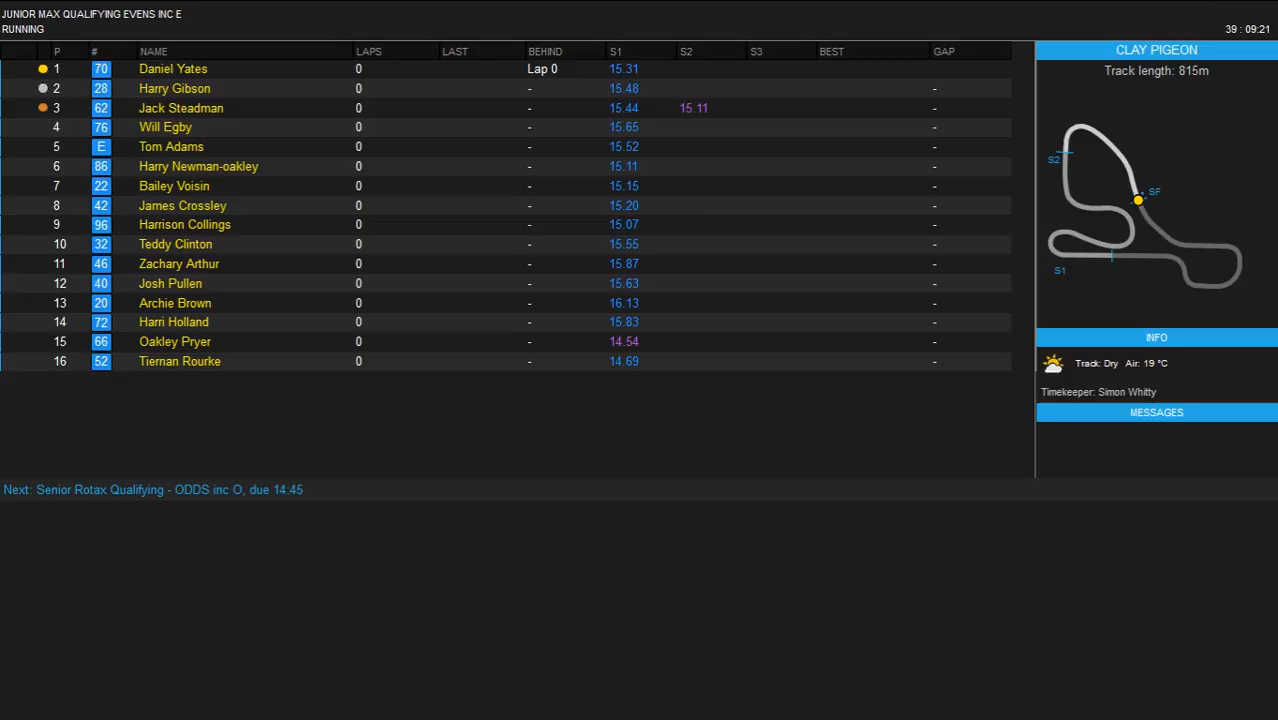 JUNIOR MAX QUALIFYING EVENS INC E
RUNNING 39 : 09:21
P # NAME LAPS LAST BEHIND S1 S2 S3 BEST GAP
1 70 Daniel Yates 0 Lap 0 15.31
2 28 Harry Gibson 0 - 15.48 -
3 62 Jack Steadman 0 - 15.44 15.11 -
4 76 Will Egby 0 - 15.65 -
5 E Tom Adams 0 - 15.52 -
6 86 Harry Newman-oakley 0 - 15.11 -
7 22 Bailey Voisin 0 - 15.15 -
8 42 James Crossley 0 - 15.20 -
9 96 Harrison Collings 0 - 15.07 -
10 32 Teddy Clinton 0 - 15.55 -
11 46 Zachary Arthur 0 - 15.87 -
12 40 Josh Pullen 0 - 15.63 -
13 20 Archie Brown 0 - 16.13 -
14 72 Harri Holland 0 - 15.83 -
15 66 Oakley Pryer 0 - 14.54 -
16 52 Tiernan Rourke 0 - 14.69 -
CLAY PIGEON
Track length: 815m
S2
SF
S1
INFO
Track: Dry Air: 19 °C
Timekeeper: Simon Whitty
MESSAGES
Next: Senior Rotax Qualifying - ODDS inc O, due 14:45